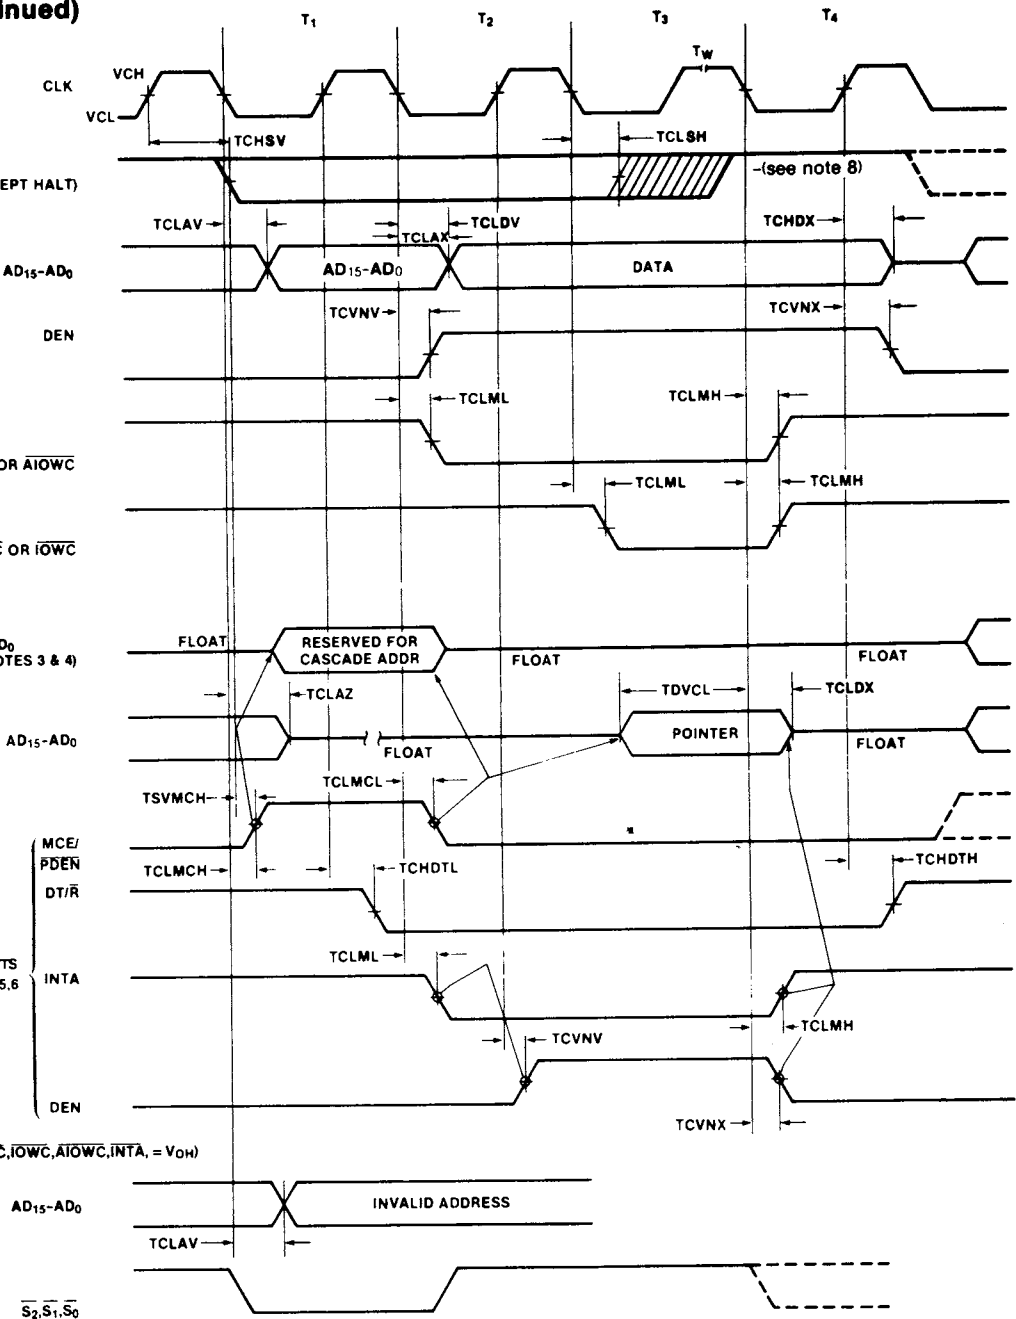 inued)
T1 T2 T3 T4
TW
VCH
CLK
VCL
TCHSV TCLSH
EPT HALT) (see note 8)
TCLAV TCLDV TCHDX
TCLAX
AD15-AD0 AD15-AD0 DATA
TCVNV TCVNX
DEN
TCLML TCLMH
OR AIOWC
TCLML TCLMH
C OR IOWC
D0 FLOAT RESERVED FOR
OTES 3 & 4) CASCADE ADDR FLOAT FLOAT
TCLAZ TDVCL TCLDX
AD15-AD0 FLOAT POINTER FLOAT
TCLMCL
TSVMCH
MCE/
PDEN
TCLMCH TCHDTL TCHDTH
DT/R
TCLML
TS
5,6 INTA
TCLMH
TCVNV
DEN
TCVNX
C,IOWC,AIOWC,INTA, = VOH)
AD15-AD0 INVALID ADDRESS
TCLAV
S2,S1,S0